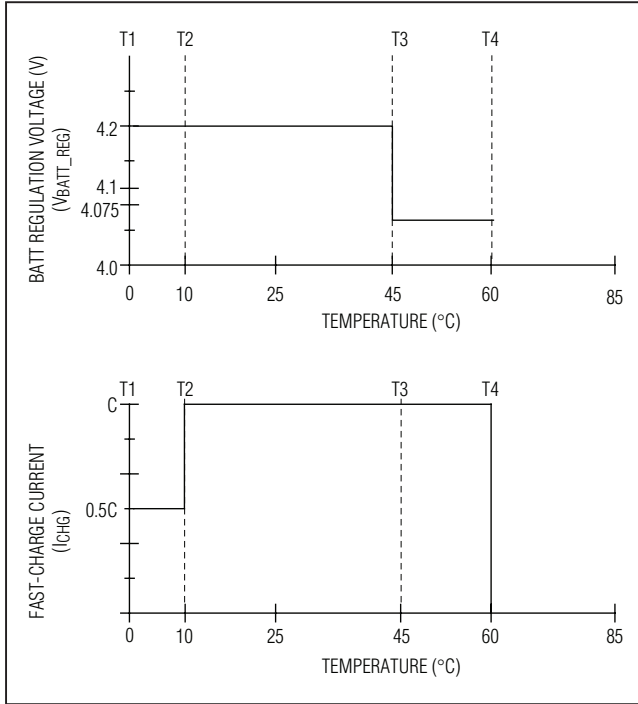 T1 T2 T3 T4
BATT REGULATION VOLTAGE (V)
(VBATT_REG)
4.2
4.1
4.075
4.0
0 10 25 45 60 85
TEMPERATURE (°C)
T1 T2 T3 T4
FAST-CHARGE CURRENT
(ICHG)
C
0.5C
0 10 25 45 60 85
TEMPERATURE (°C)